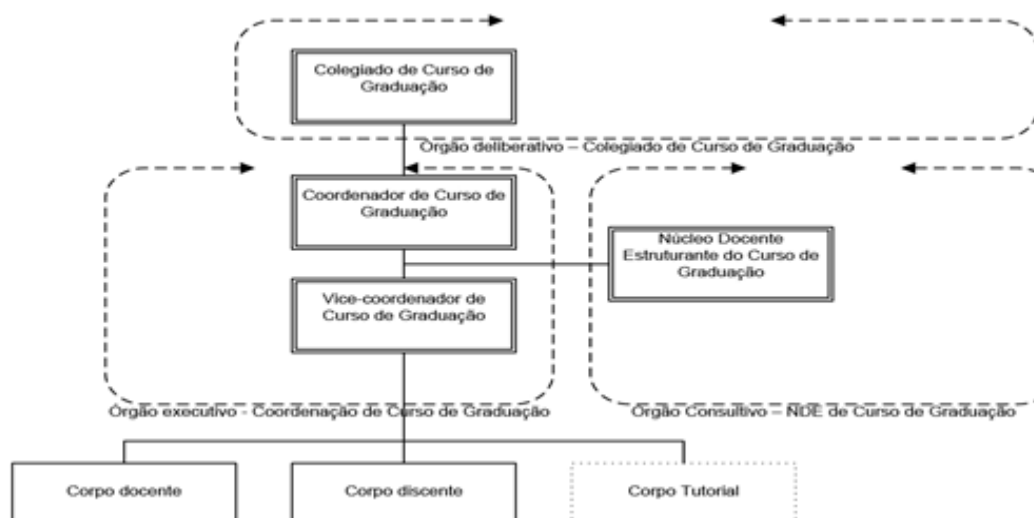 Colegiado de Curso de
Graduação
Órgão deliberativo – Colegiado de Curso de Graduação
Coordenador de Curso de
Graduação
Núcleo Docente
Estruturante do Curso de
Graduação
Vice-coordenador de
Curso de Graduação
Órgão executivo - Coordenação de Curso de Graduação
Órgão Consultivo – NDE de Curso de Graduação
Corpo docente
Corpo discente
Corpo Tutorial